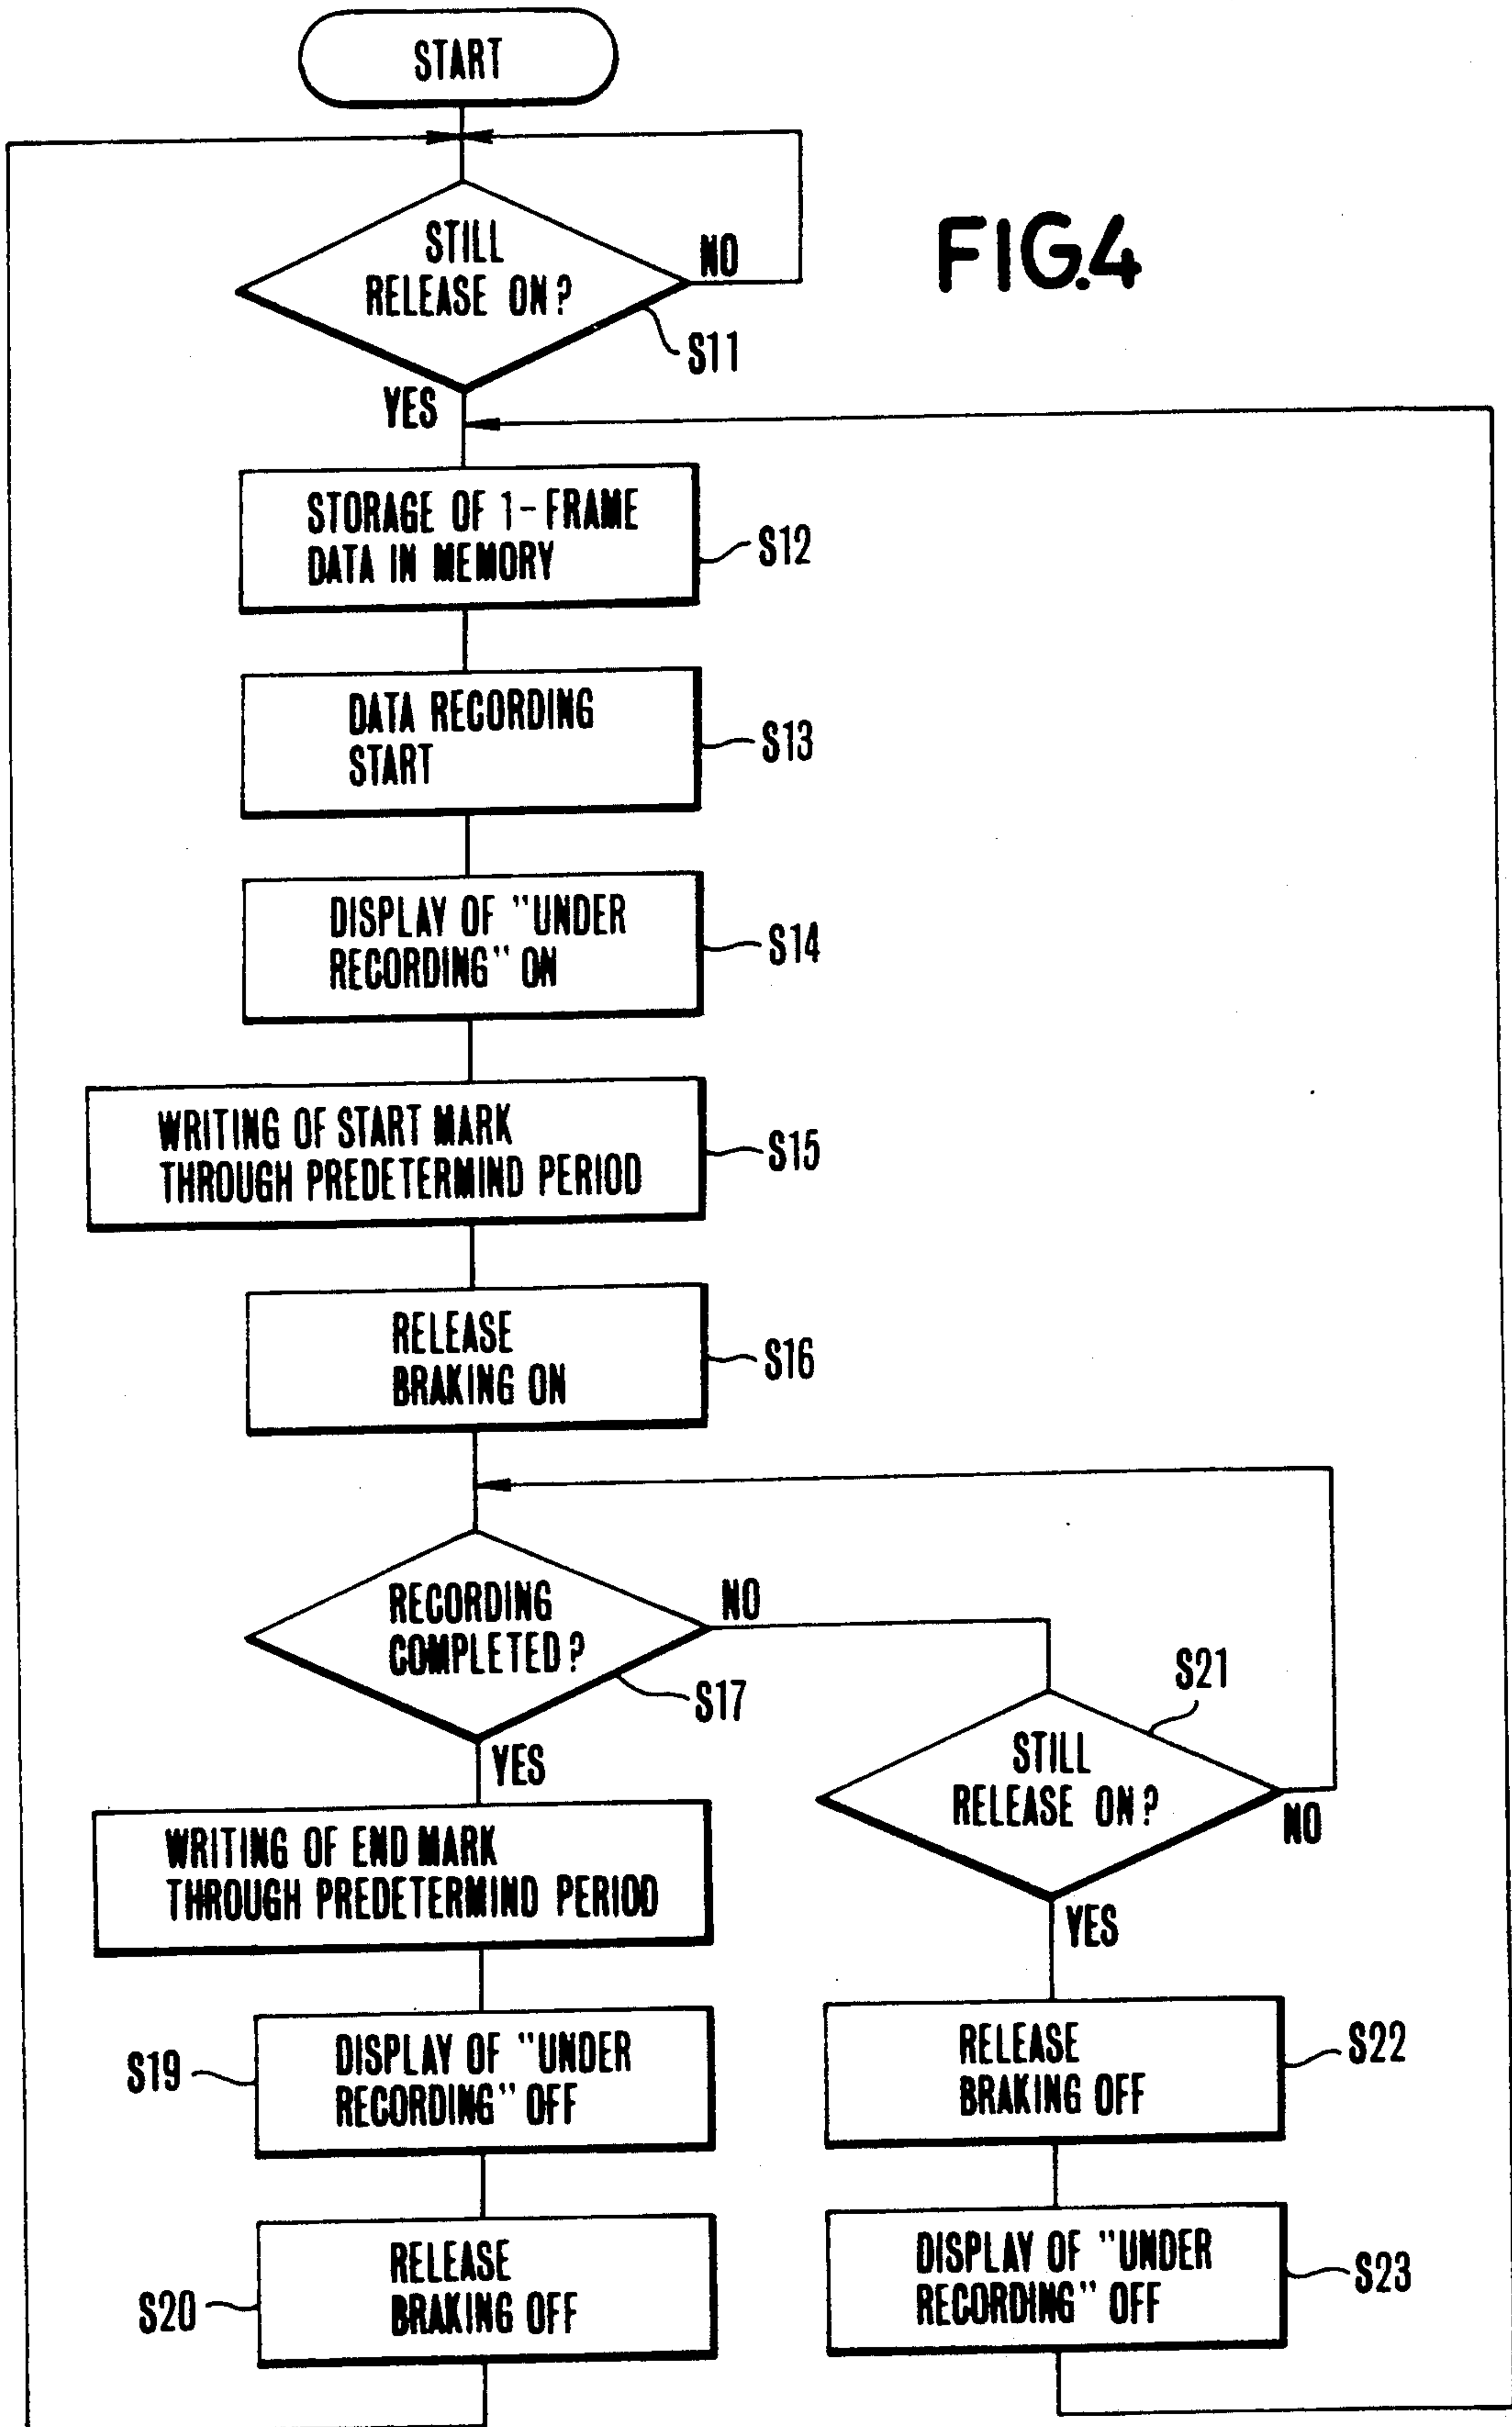 START
FIG.4
STILL
RELEASE ON?
NO
S11
YES
STORAGE OF 1-FRAME
DATA IN MEMORY
S12
DATA RECORDING
START
S13
DISPLAY OF "UNDER
RECORDING" ON
S14
WRITING OF START MARK
THROUGH PREDETERMIND PERIOD
S15
RELEASE
BRAKING ON
S16
RECORDING
COMPLETED?
NO
S17
YES
S21
STILL
RELEASE ON?
NO
YES
WRITING OF END MARK
THROUGH PREDETERMIND PERIOD
S19
DISPLAY OF "UNDER
RECORDING" OFF
RELEASE
BRAKING OFF
S22
S20
RELEASE
BRAKING OFF
DISPLAY OF "UNDER
RECORDING" OFF
S23